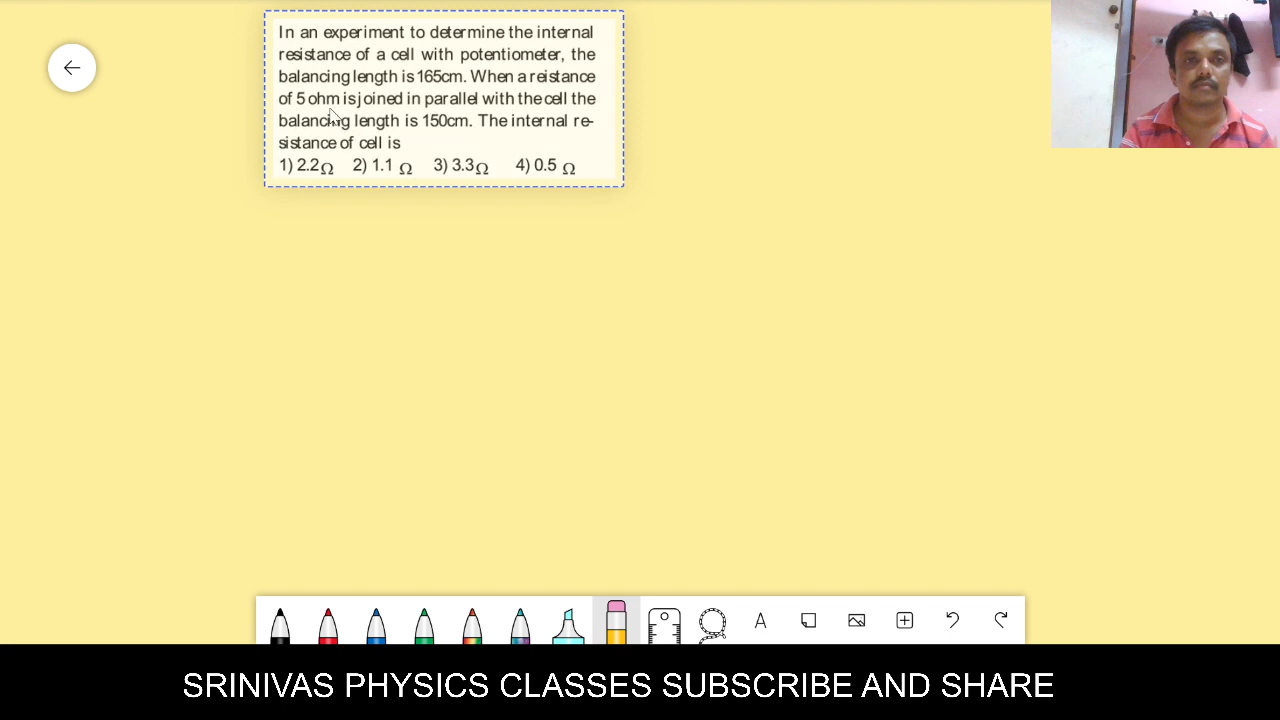 In an experiment to determine the internal
resistance of a cell with potentiometer, the
balancing length is 165cm. When a reistance
of 5 ohm is joined in parallel with the cell the
balancing length is 150cm. The internal re-
sistance of cell is
1) 2.2Ω 2) 1.1 Ω 3) 3.3Ω 4) 0.5 Ω
A
SRINIVAS PHYSICS CLASSES SUBSCRIBE AND SHARE